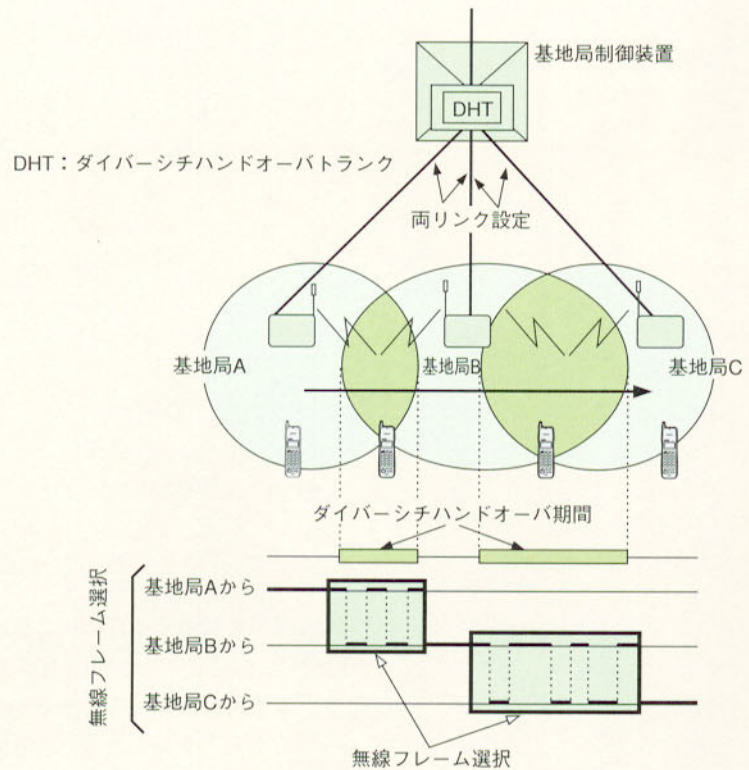 基地局制御装置
DHT
DHT：ダイバーシチハンドオーバトランク
両リンク設定
基地局A
基地局B
基地局C
ダイバーシチハンドオーバ期間
無線フレーム選択
基地局Aから
基地局Bから
基地局Cから
無線フレーム選択